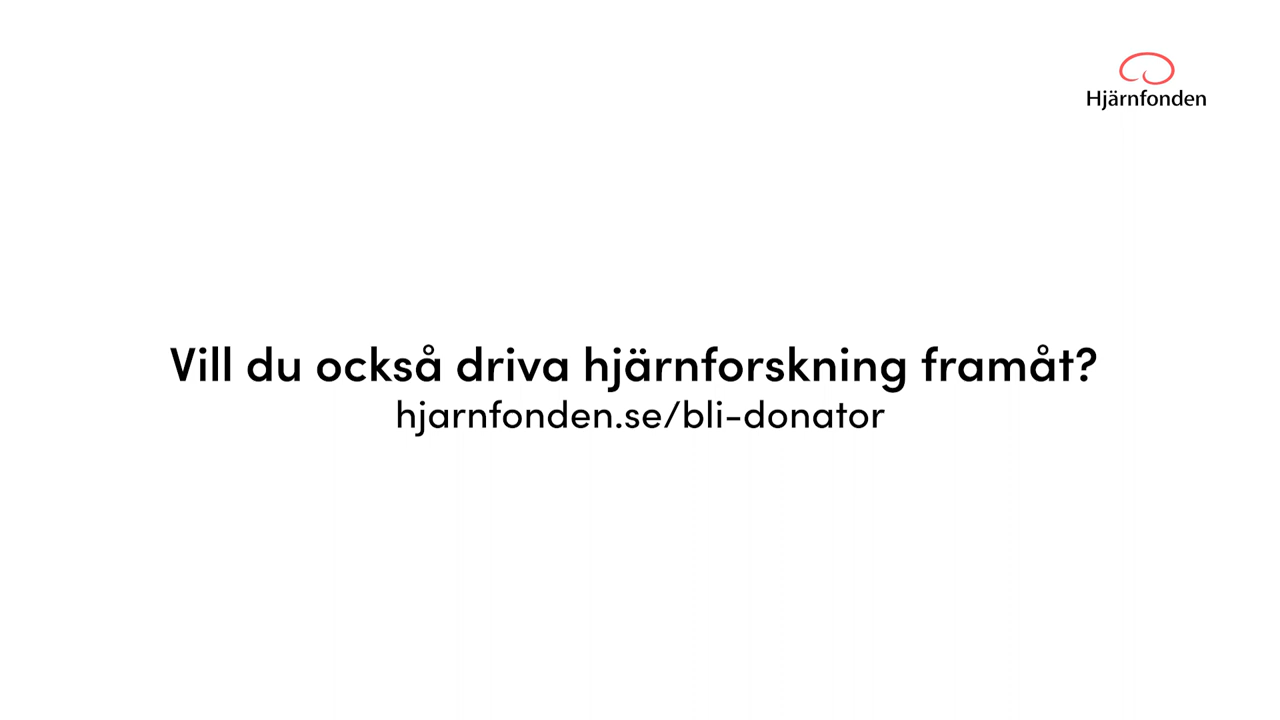 Hjärnfonden
Vill du också driva hjärnforskning framåt?
hjarnfonden.se/bli-donator